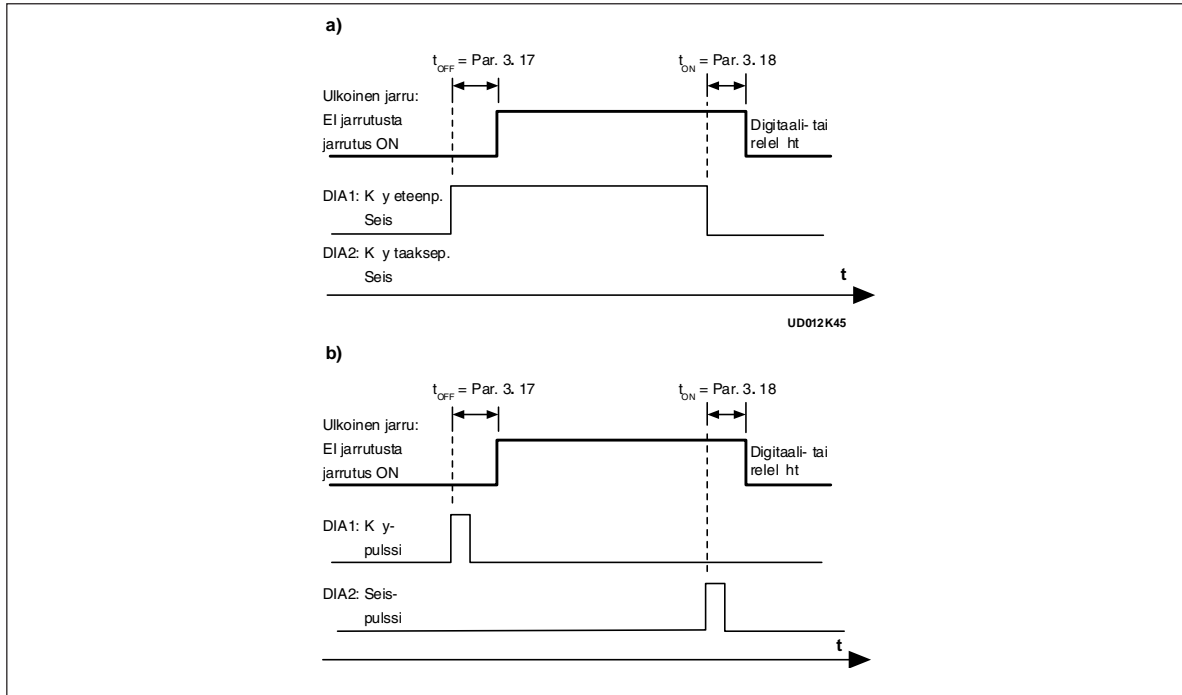 a)
t_OFF = Par. 3. 17 t_ON = Par. 3. 18
Ulkoinen jarru:
EI jarrutusta
jarrutus ON
Digitaali- tai
relel ht
DIA1: K y eteenp.
Seis
DIA2: K y taaksep.
Seis
t
UD012K45
b)
t_OFF = Par. 3. 17 t_ON = Par. 3. 18
Ulkoinen jarru:
EI jarrutusta
jarrutus ON
Digitaali- tai
relel ht
DIA1: K y-
pulssi
DIA2: Seis-
pulssi
t